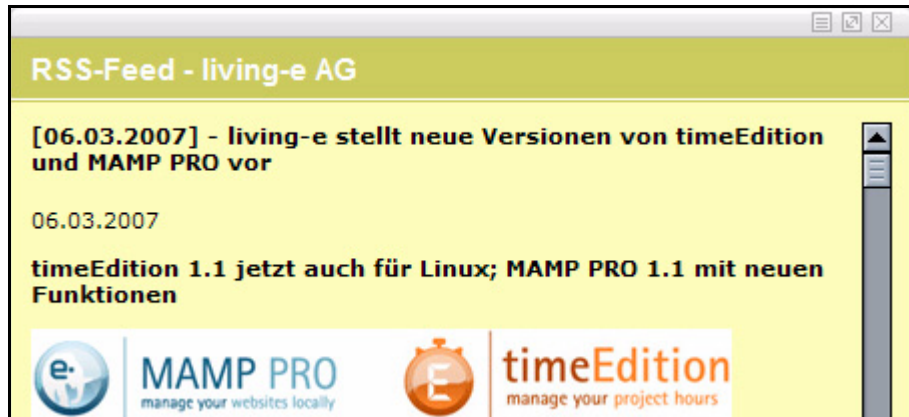 RSS-Feed - living-e AG
[06.03.2007] - living-e stellt neue Versionen von timeEdition
und MAMP PRO vor
06.03.2007
timeEdition 1.1 jetzt auch für Linux; MAMP PRO 1.1 mit neuen
Funktionen
e· MAMP PRO E timeEdition
manage your websites locally manage your project hours